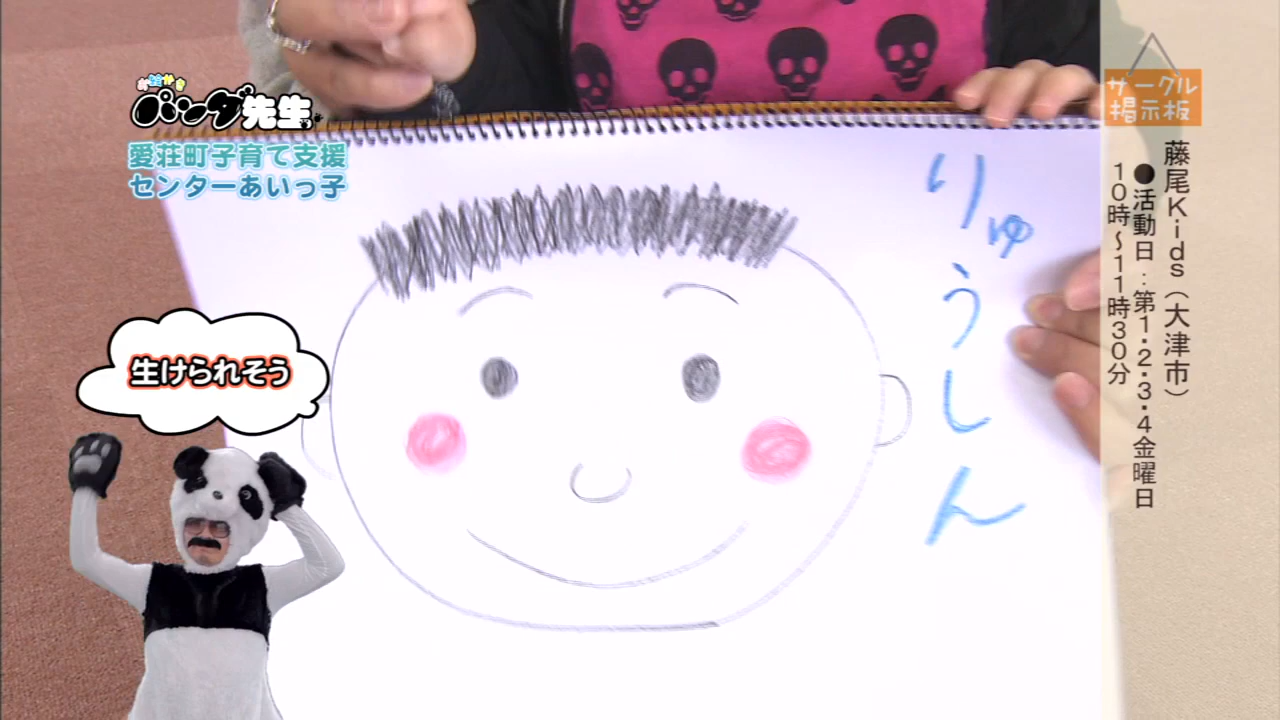 お絵かき
パンダ先生
愛荘町子育て支援
センターあいっ子
生けられそう
りゅうしん
サークル
掲示板
藤尾Kids(大津市)
●活動日:第1・2・3・4金曜日
10時~11時30分